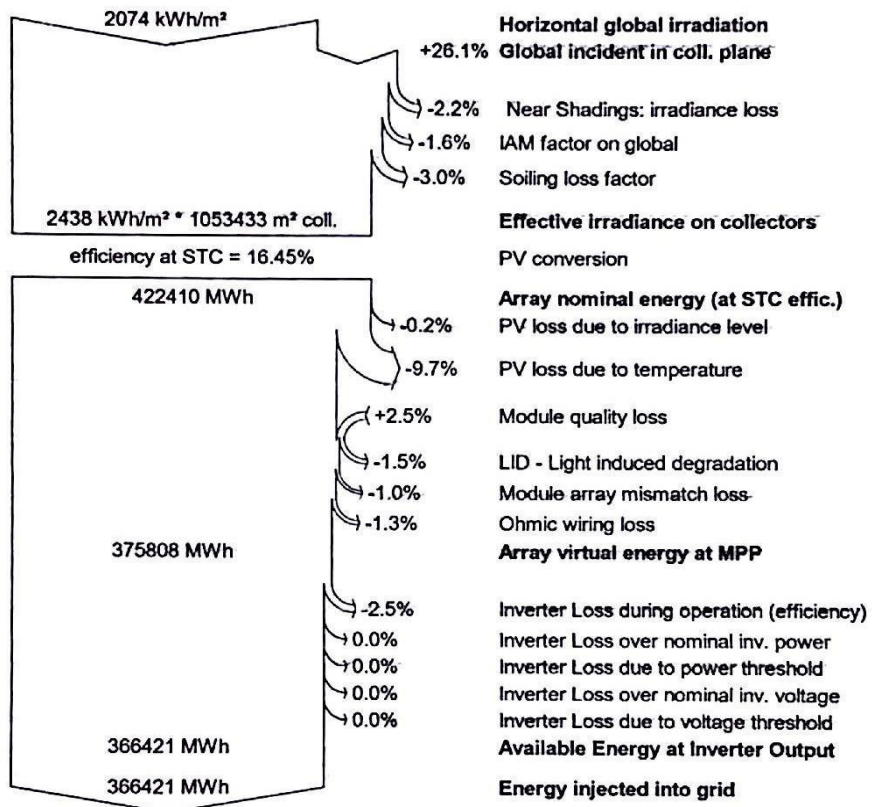 2074 kWh/m² Horizontal global irradiation
+26.1% Global incident in coll. plane
-2.2% Near Shadings: irradiance loss
-1.6% IAM factor on global
-3.0% Soiling loss factor
2438 kWh/m² * 1053433 m² coll. Effective irradiance on collectors
efficiency at STC = 16.45% PV conversion
422410 MWh Array nominal energy (at STC effic.)
-0.2% PV loss due to irradiance level
-9.7% PV loss due to temperature
+2.5% Module quality loss
-1.5% LID - Light induced degradation
-1.0% Module array mismatch loss
-1.3% Ohmic wiring loss
375808 MWh Array virtual energy at MPP
-2.5% Inverter Loss during operation (efficiency)
0.0% Inverter Loss over nominal inv. power
0.0% Inverter Loss due to power threshold
0.0% Inverter Loss over nominal inv. voltage
0.0% Inverter Loss due to voltage threshold
366421 MWh Available Energy at Inverter Output
366421 MWh Energy injected into grid